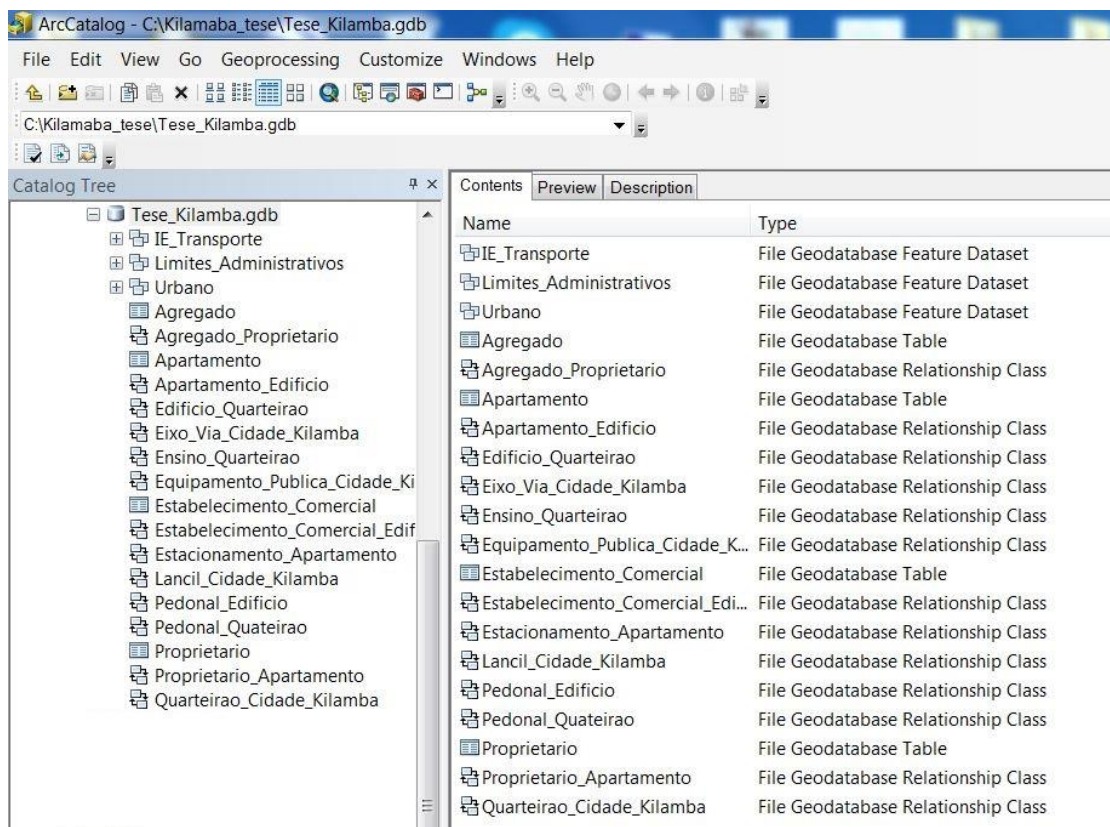 ArcCatalog - C:\Kilamaba_tese\Tese_Kilamba.gdb
File Edit View Go Geoprocessing Customize Windows Help
C:\Kilamaba_tese\Tese_Kilamba.gdb
Catalog Tree
Tese_Kilamba.gdb
IE_Transporte
Limites_Administrativos
Urbano
Agregado
Agregado_Proprietario
Apartamento
Apartamento_Edificio
Edificio_Quarteirao
Eixo_Via_Cidade_Kilamba
Ensino_Quarteirao
Equipamento_Publica_Cidade_Ki
Estabelecimento_Comercial
Estabelecimento_Comercial_Edif
Estacionamento_Apartamento
Lancil_Cidade_Kilamba
Pedonal_Edificio
Pedonal_Quateirao
Proprietario
Proprietario_Apartamento
Quarteirao_Cidade_Kilamba
Contents Preview Description
Name Type
IE_Transporte File Geodatabase Feature Dataset
Limites_Administrativos File Geodatabase Feature Dataset
Urbano File Geodatabase Feature Dataset
Agregado File Geodatabase Table
Agregado_Proprietario File Geodatabase Relationship Class
Apartamento File Geodatabase Table
Apartamento_Edificio File Geodatabase Relationship Class
Edificio_Quarteirao File Geodatabase Relationship Class
Eixo_Via_Cidade_Kilamba File Geodatabase Relationship Class
Ensino_Quarteirao File Geodatabase Relationship Class
Equipamento_Publica_Cidade_K... File Geodatabase Relationship Class
Estabelecimento_Comercial File Geodatabase Table
Estabelecimento_Comercial_Edi... File Geodatabase Relationship Class
Estacionamento_Apartamento File Geodatabase Relationship Class
Lancil_Cidade_Kilamba File Geodatabase Relationship Class
Pedonal_Edificio File Geodatabase Relationship Class
Pedonal_Quateirao File Geodatabase Relationship Class
Proprietario File Geodatabase Table
Proprietario_Apartamento File Geodatabase Relationship Class
Quarteirao_Cidade_Kilamba File Geodatabase Relationship Class